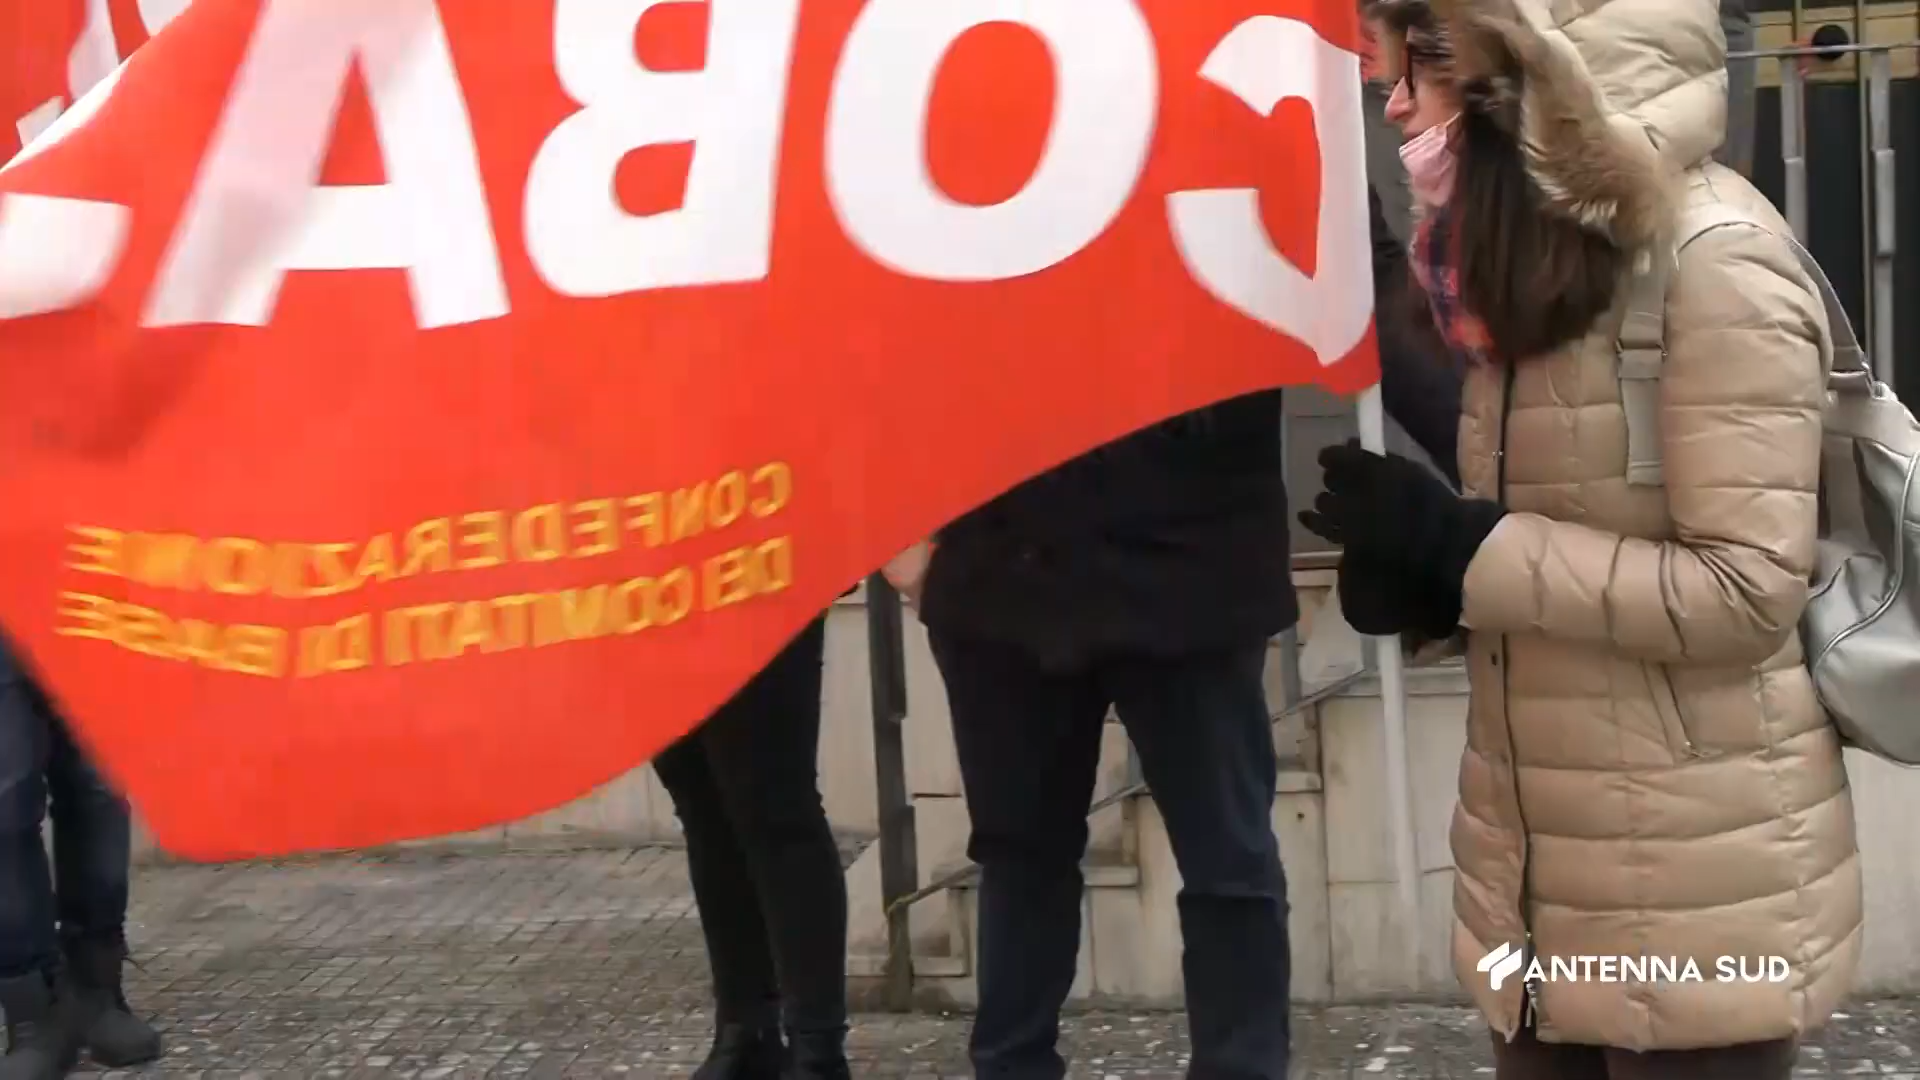 COBA
CONFEDERAZIONE
DEI COMITATI DI BASE
ANTENNA SUD